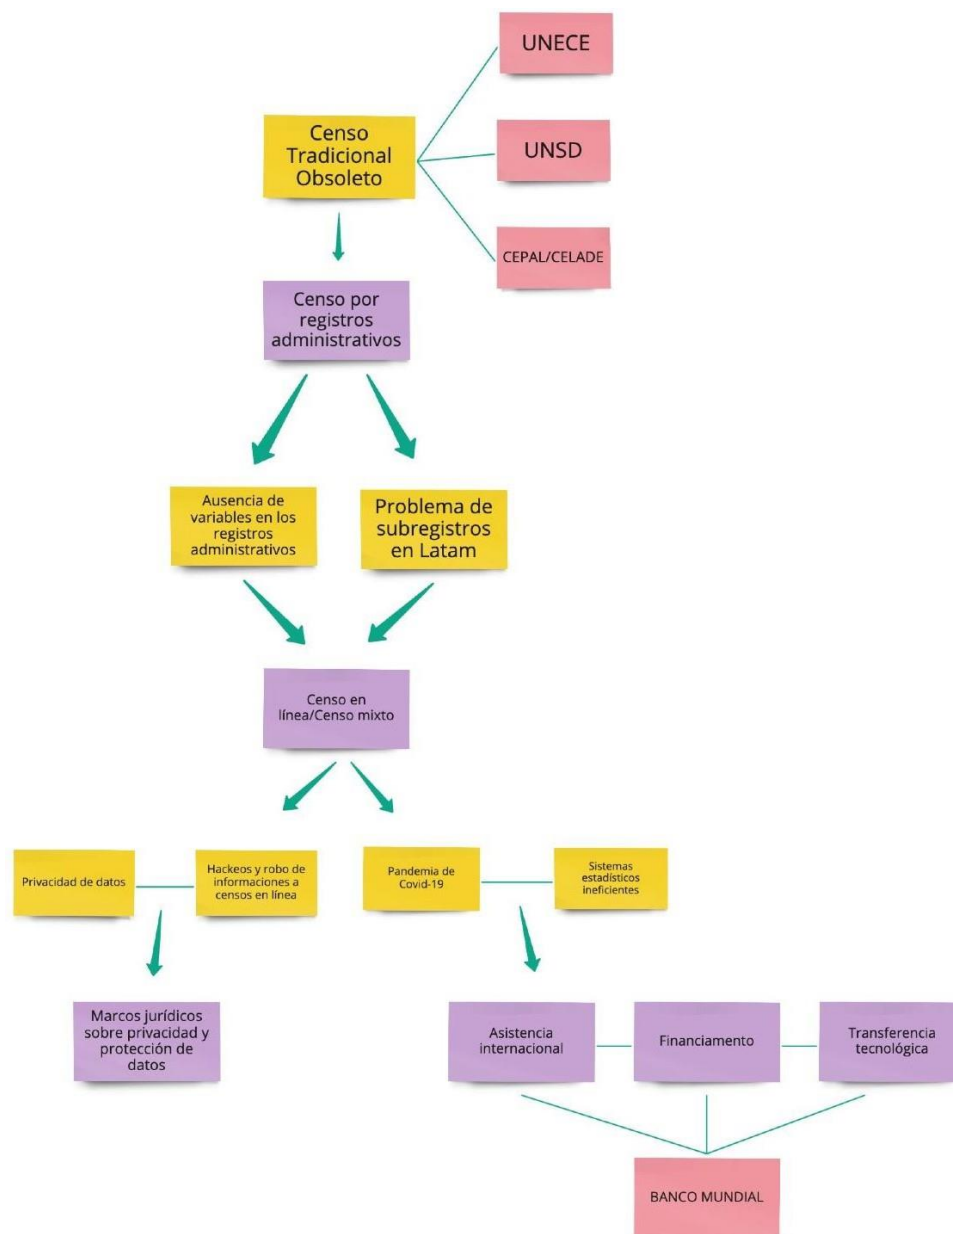 UNECE
Censo
Tradicional
Obsoleto
UNSD
CEPAL/CELADE
Censo por
registros
administrativos
Ausencia de
variables en los
registros
administrativos
Problema de
subregistros
en Latam
Censo en
línea/Censo mixto
Privacidad de datos
Hackeos y robo de
informaciones a
censos en línea
Pandemia de
Covid-19
Sistemas
estadísticos
ineficientes
Marcos jurídicos
sobre privacidad y
protección de
datos
Asistencia
internacional
Financiamento
Transferencia
tecnológica
BANCO MUNDIAL